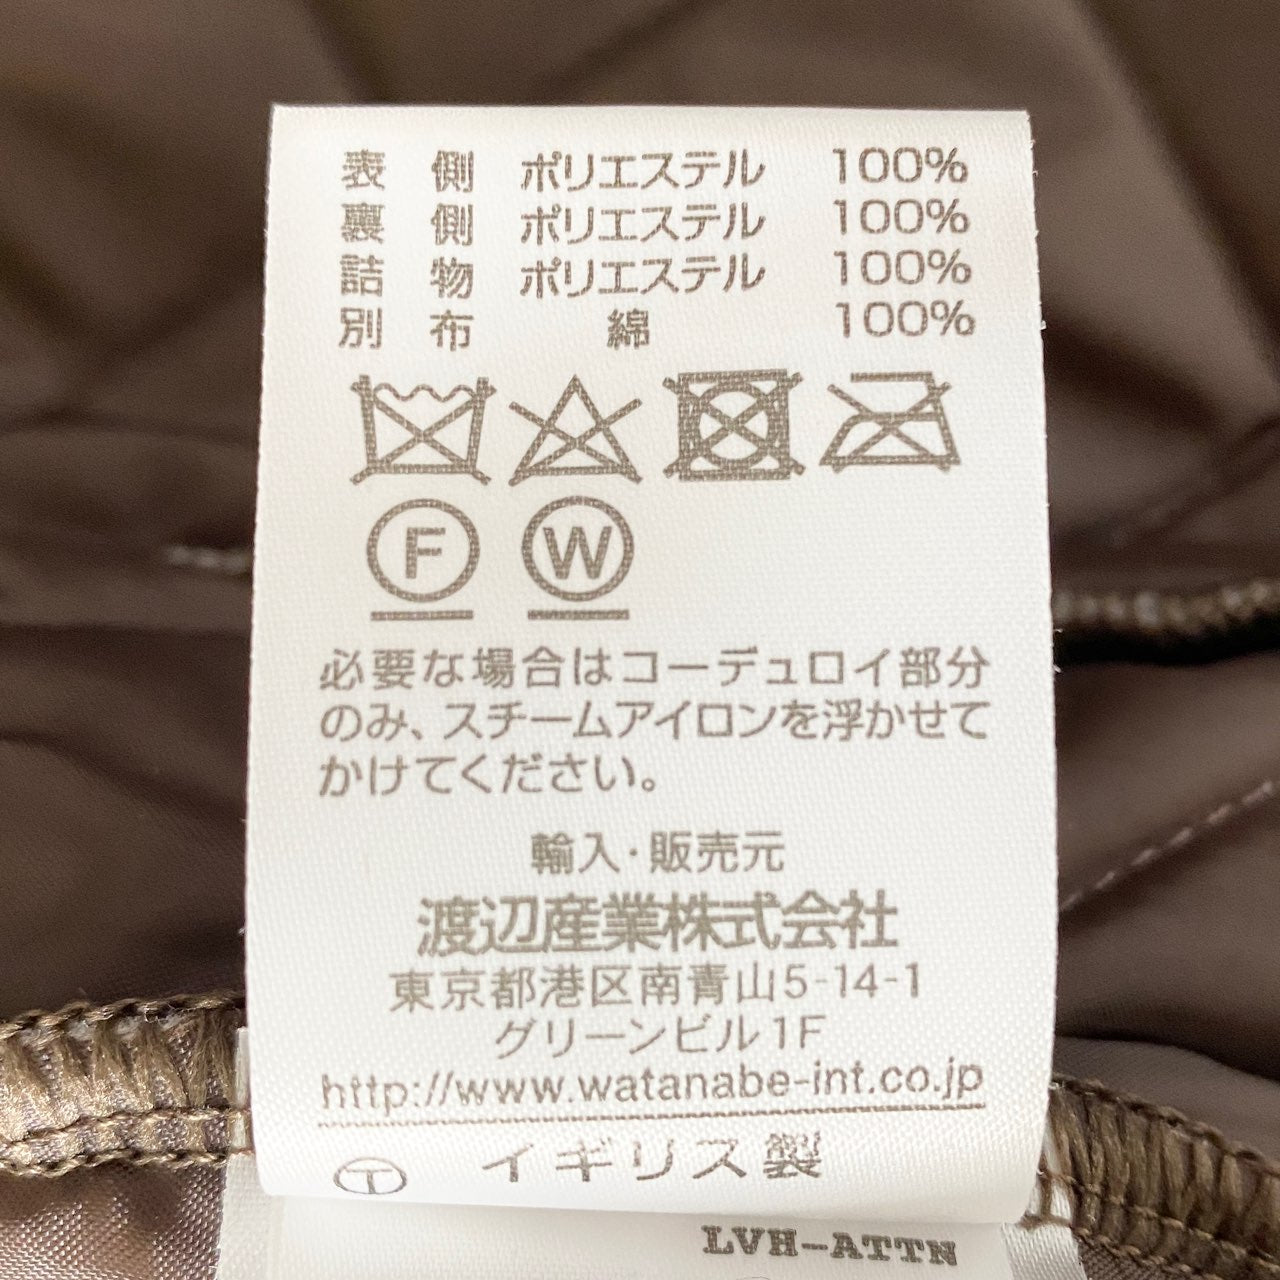 表側 ポリエステル 100%
裏側 ポリエステル 100%
詰物 ポリエステル 100%
別布 綿 100%
F W
必要な場合はコーデュロイ部分
のみ、スチームアイロンを浮かせて
かけてください。
輸入・販売元
渡辺産業株式会社
東京都港区南青山5-14-1
グリーンビル1F
http://www.watanabe-int.co.jp
T イギリス製
LVH-ATTN